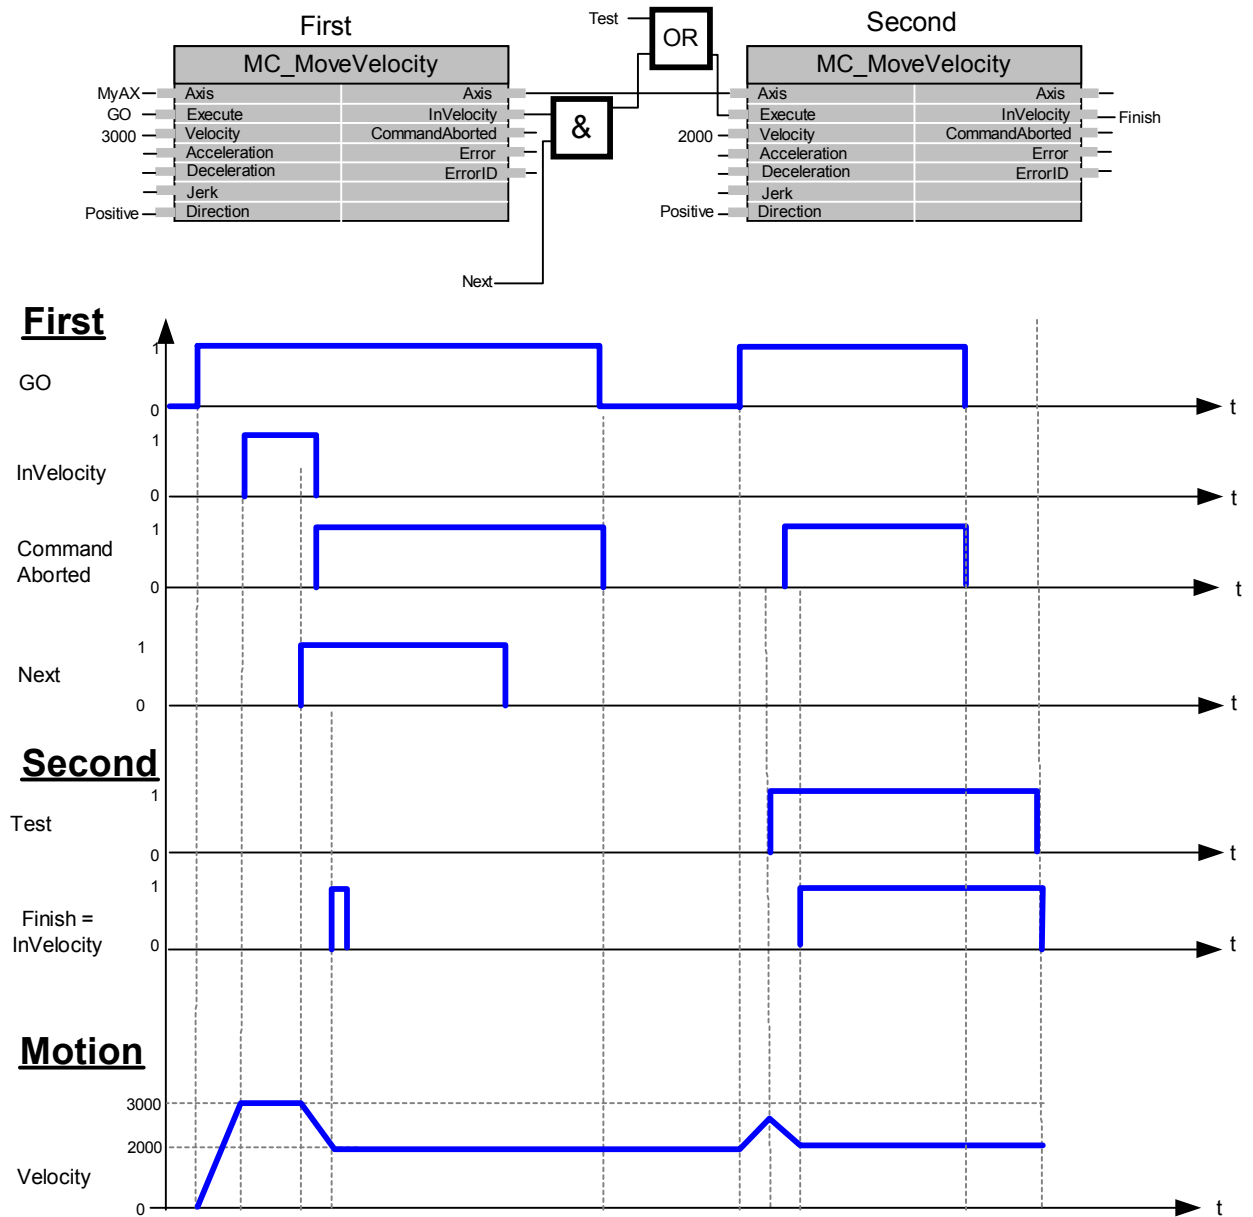 First
Test
OR
Second
MC_MoveVelocity
MC_MoveVelocity
MyAX
Axis
Axis
Axis
Axis
GO
Execute
InVelocity
&
Execute
InVelocity
Finish
3000
Velocity
CommandAborted
2000
Velocity
CommandAborted
Acceleration
Error
Acceleration
Error
Deceleration
ErrorID
Deceleration
ErrorID
Jerk
Jerk
Positive
Direction
Positive
Direction
Next
First
1
GO
0
t
1
InVelocity
0
t
1
Command
Aborted
0
t
1
Next
0
t
Second
1
Test
0
t
1
Finish =
InVelocity
0
t
Motion
3000
2000
Velocity
0
t